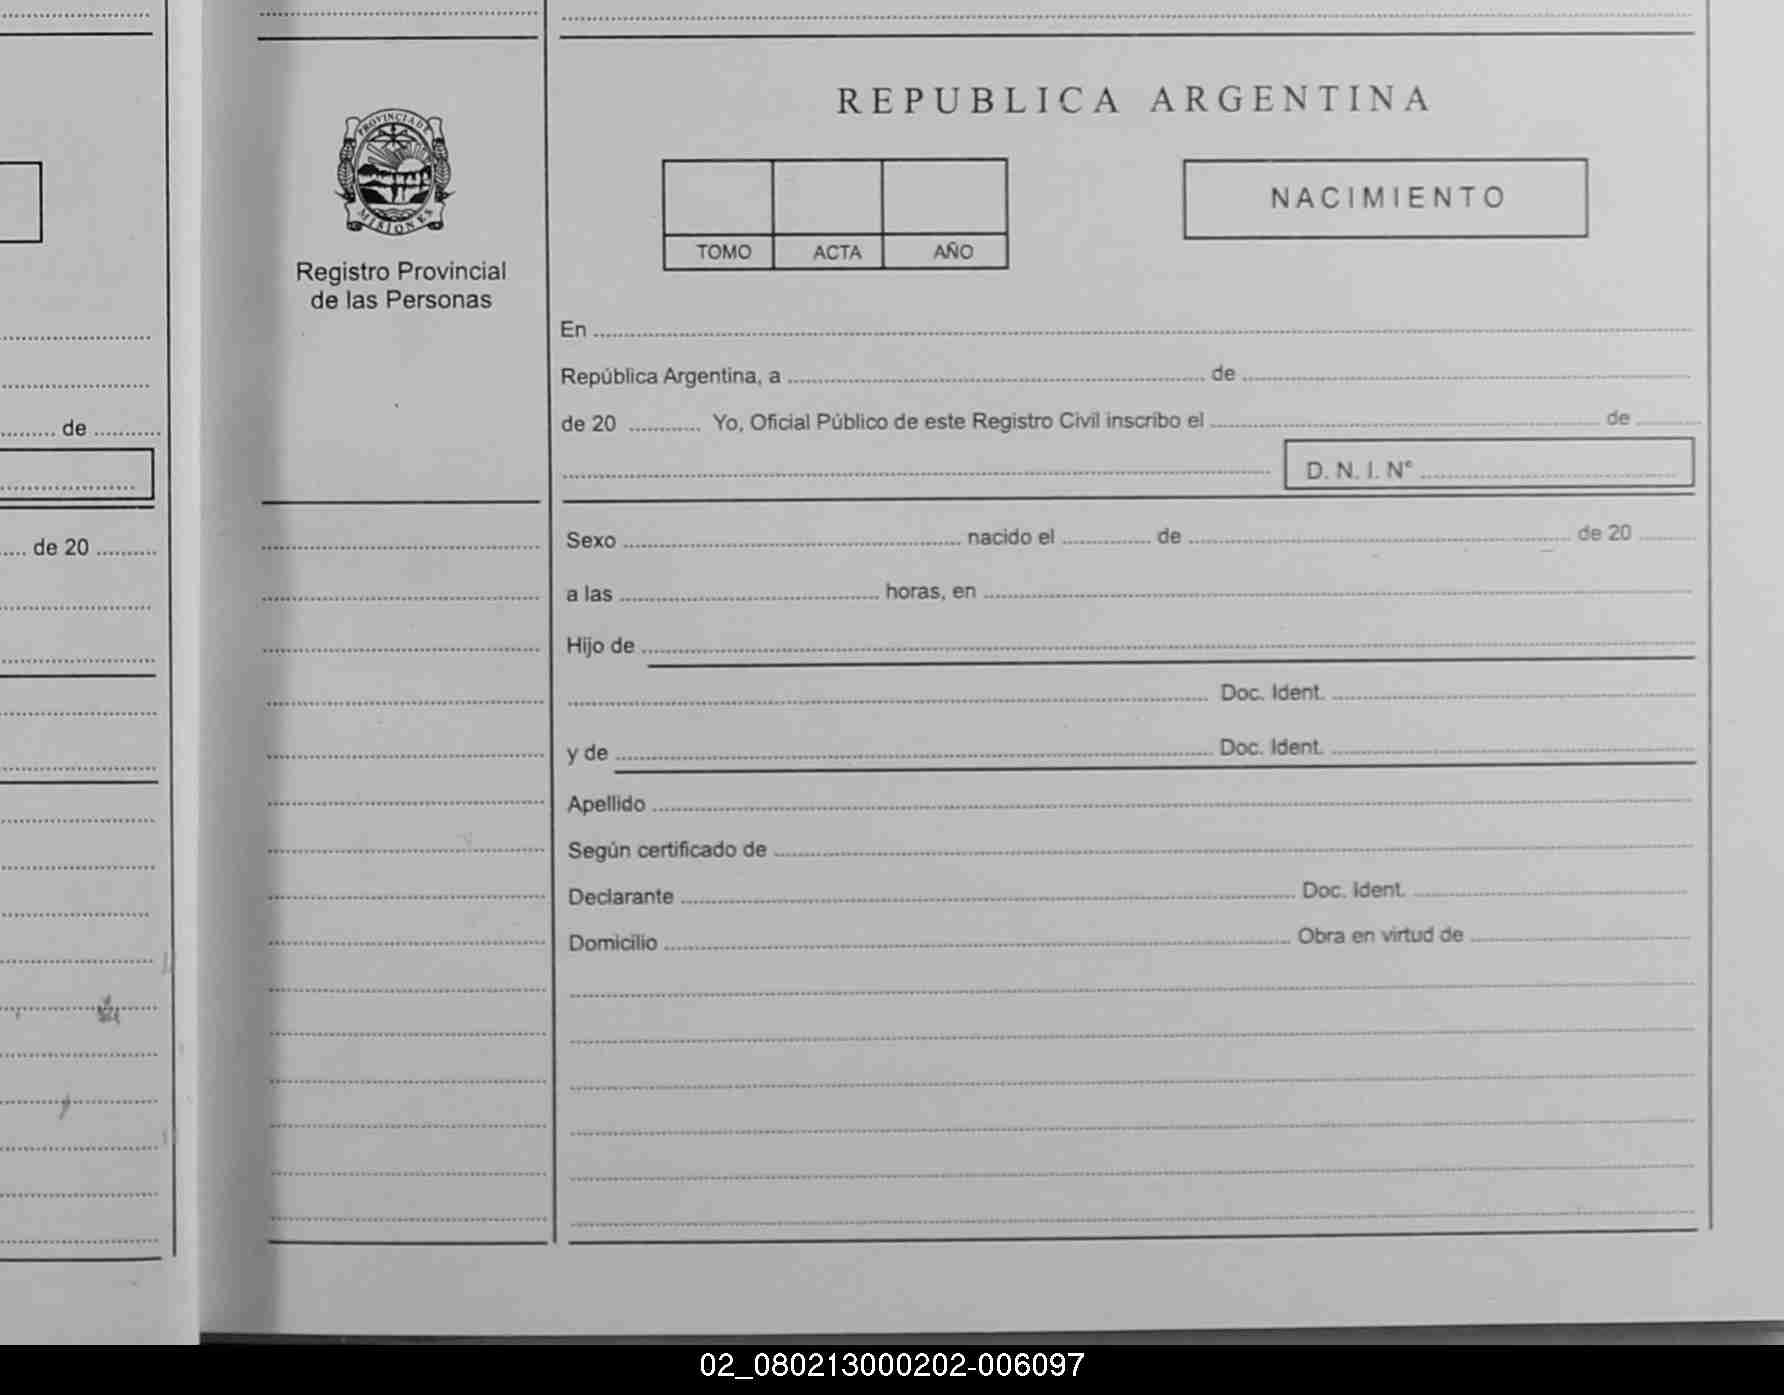 de
de 20
PROVINCIA DE
MISIONES
Registro Provincial
de las Personas
REPUBLICA ARGENTINA
TOMO ACTA AÑO
NACIMIENTO
En
República Argentina, a de
de 20 Yo, Oficial Público de este Registro Civil inscribo el de
D. N. I. N°
Sexo nacido el de de 20
a las horas, en
Hijo de
Doc. Ident.
y de Doc. Ident.
Apellido
Según certificado de
Declarante Doc. Ident.
Domicilio Obra en virtud de
02_080213000202-006097